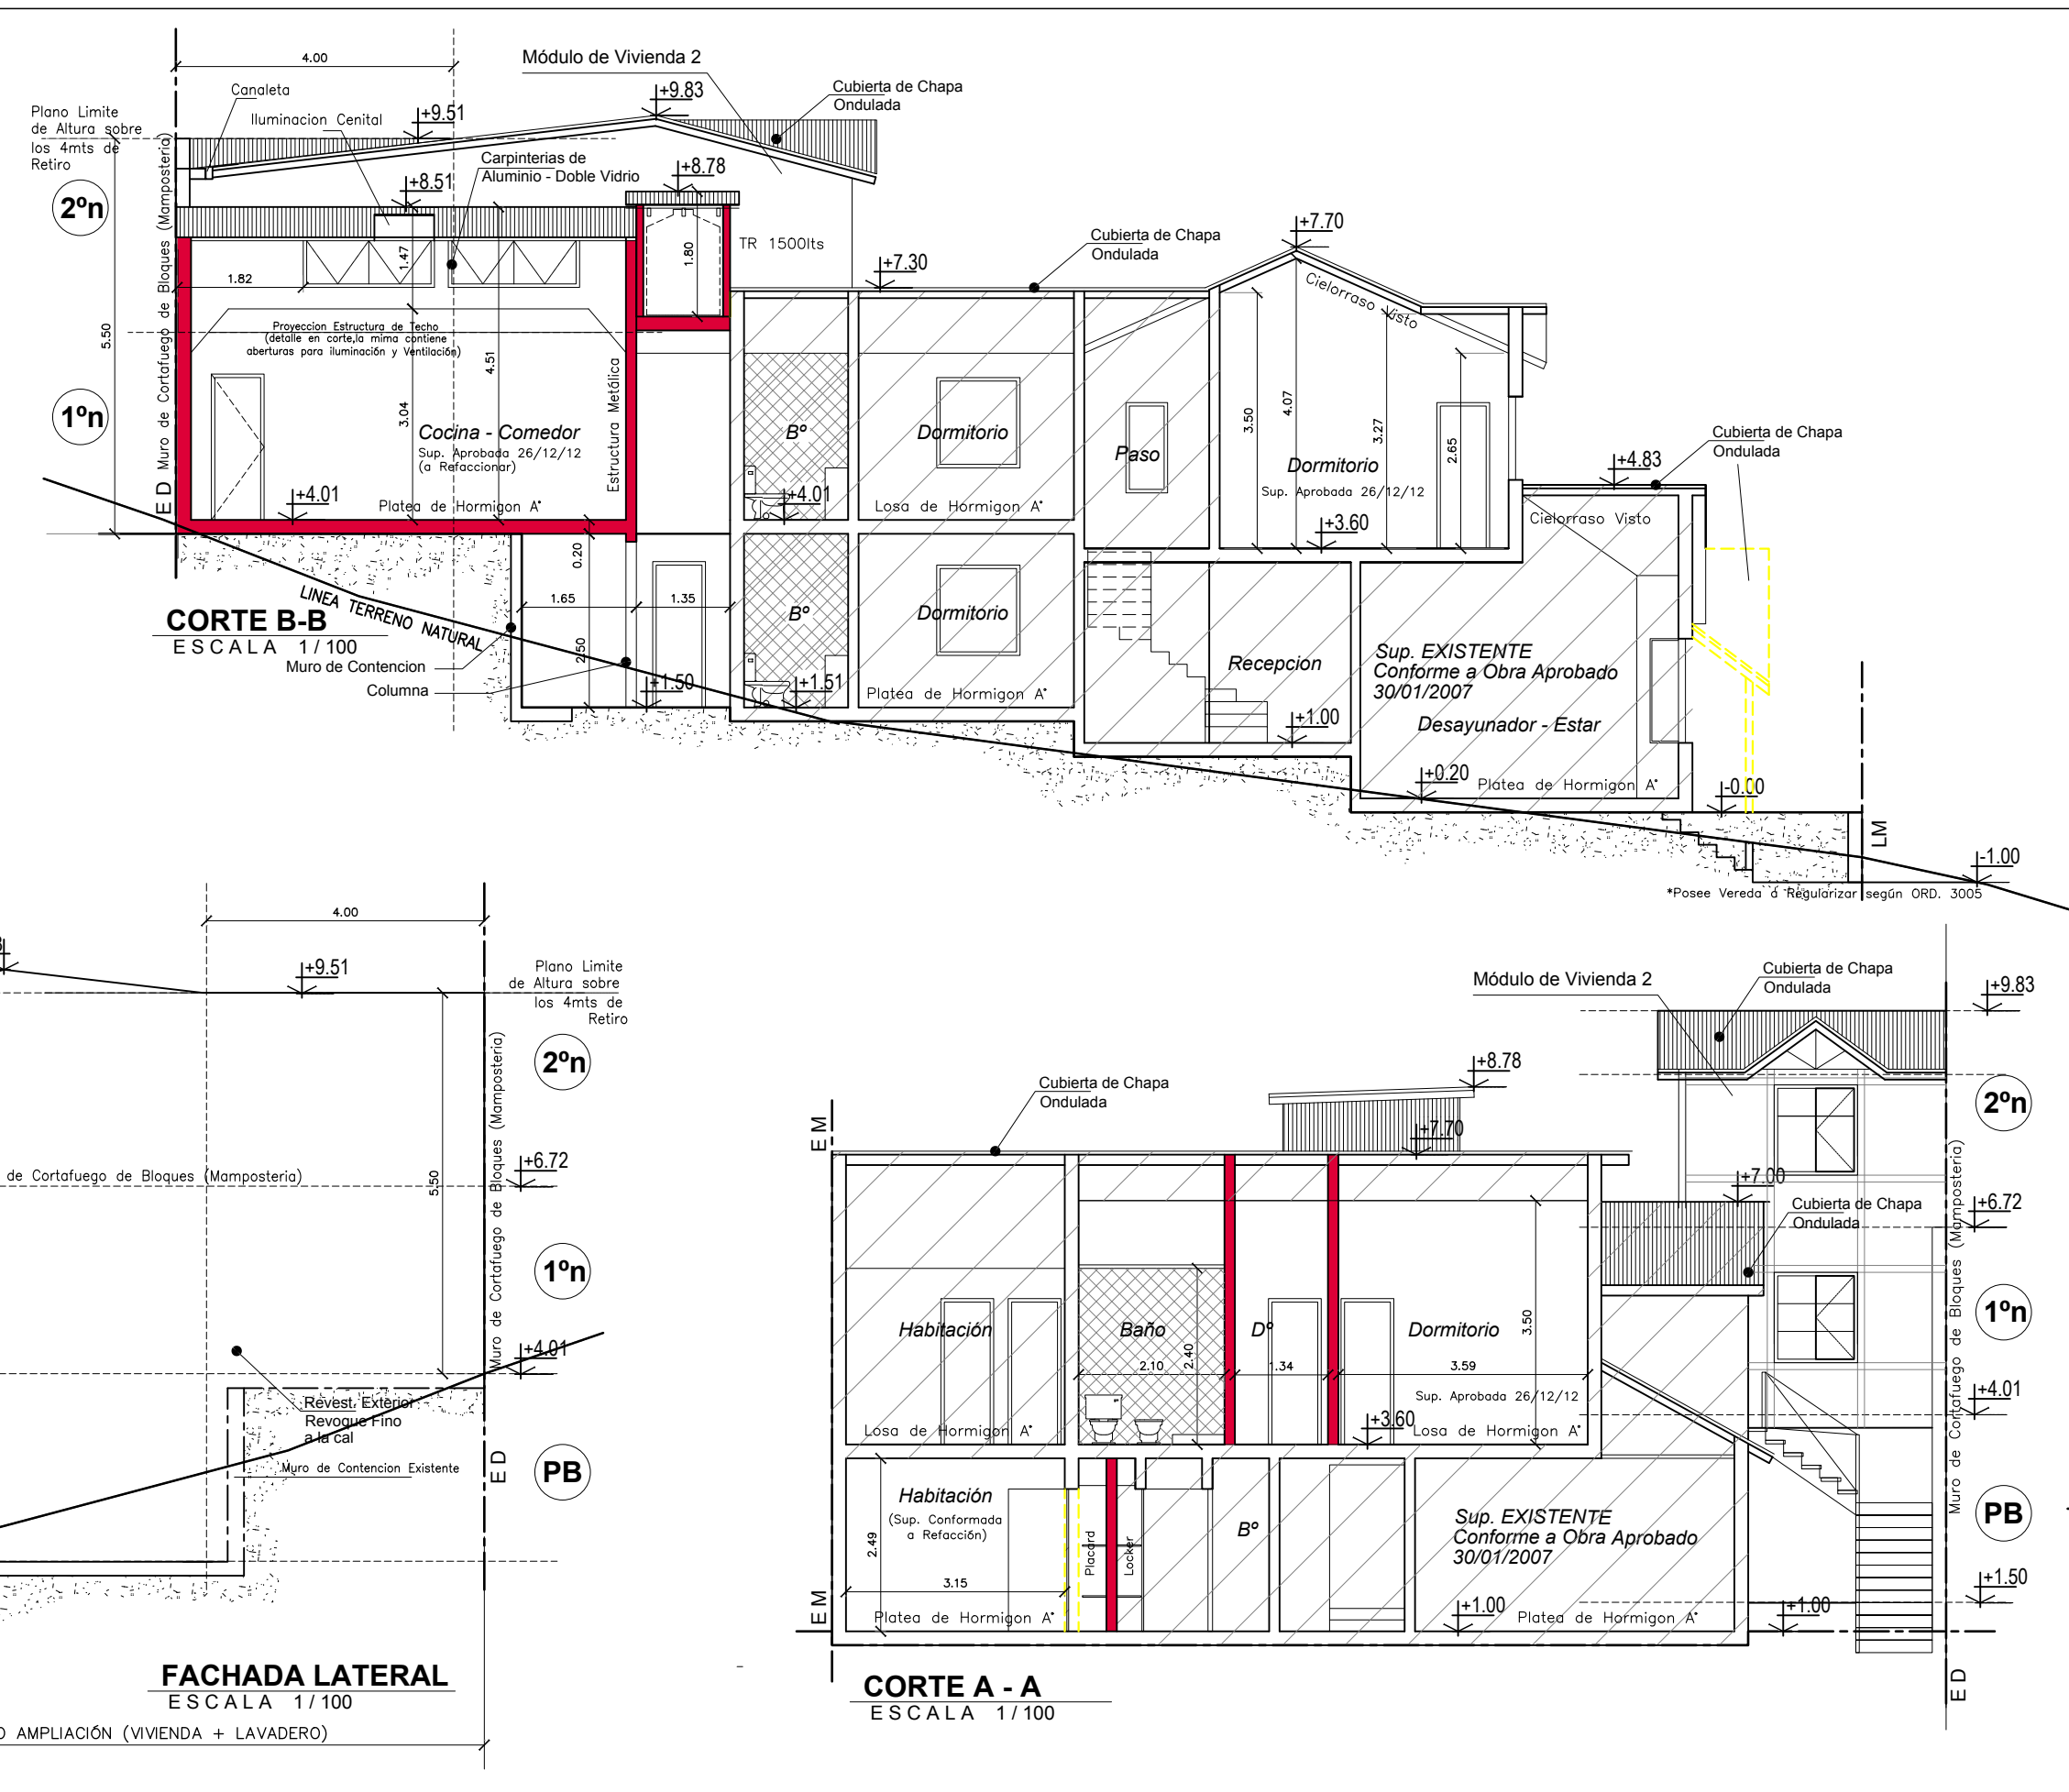 4.00
Módulo de Vivienda 2
Canaleta
+9.83
Cubierta de Chapa
Ondulada
Plano Limite
de Altura sobre
los 4mts de
Retiro
Iluminacion Cenital
+9.51
Carpinterias de
Aluminio - Doble Vidrio
+8.51
+8.78
2ºn
TR 1500lts
1.47
1.80
1.82
+7.30
Cubierta de Chapa
Ondulada
+7.70
Cielorraso Visto
Proyeccion Estructura de Techo
(detalle en corte,la mima contiene
aberturas para iluminación y Ventilación)
5.50
3.04
4.51
1ºn
E D
Muro de Cortafuego de Bloques (Mamposteria)
Cocina - Comedor
Sup. Aprobada 26/12/12
(a Refaccionar)
Estructura Metálica
+4.01
Platea de Hormigon A°
Bº
+4.01
Dormitorio
Losa de Hormigon A°
Paso
3.50
4.07
3.27
2.65
Dormitorio
Sup. Aprobada 26/12/12
+3.60
Cubierta de Chapa
Ondulada
+4.83
Cielorraso Visto
0.20
1.65
1.35
2.50
LINEA TERRENO NATURAL
CORTE B-B
ESCALA 1/100
Muro de Contencion
Columna
+1.50
Bº
+1.51
Dormitorio
Platea de Hormigon A°
Recepcion
+1.00
Sup. EXISTENTE
Conforme a Obra Aprobado
30/01/2007
Desayunador - Estar
+0.20
Platea de Hormigon A°
-0.00
LM
-1.00
*Posee Vereda á Regularizar según ORD. 3005
4.00
+9.51
Plano Limite
de Altura sobre
los 4mts de
Retiro
2ºn
de Cortafuego de Bloques (Mamposteria)
5.50
Muro de Cortafuego de Bloques (Mamposteria)
+6.72
1ºn
+4.01
Revest. Exterior
Revoque Fino
a la cal
Muro de Contencion Existente
E D
PB
FACHADA LATERAL
ESCALA 1/100
O AMPLIACIÓN (VIVIENDA + LAVADERO)
Módulo de Vivienda 2
Cubierta de Chapa
Ondulada
+9.83
Cubierta de Chapa
Ondulada
+8.78
E M
+7.70
2ºn
+7.00
Cubierta de Chapa
Ondulada
+6.72
Habitación
Baño
Dº
Dormitorio
3.50
2.40
2.10
1.34
3.59
Sup. Aprobada 26/12/12
Losa de Hormigon A°
+3.60
Losa de Hormigon A°
1ºn
+4.01
Muro de Cortafuego de Bloques (Mamposteria)
Habitación
(Sup. Conformada
a Refacción)
2.49
3.15
Placard
Locker
Bº
Sup. EXISTENTE
Conforme a Obra Aprobado
30/01/2007
PB
E M
Platea de Hormigon A°
+1.00
Platea de Hormigon A°
+1.00
+1.50
E D
CORTE A - A
ESCALA 1/100